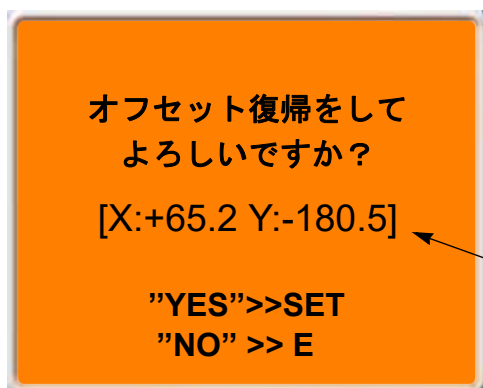 オフセット復帰をして
よろしいですか？
[X:+65.2 Y:-180.5]
”YES”>>SET
”NO” >> E